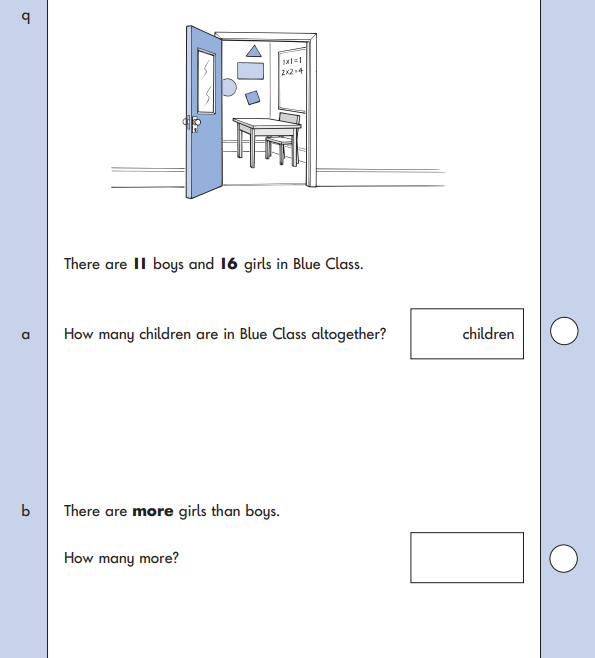 q
1x1=1
2x2=4
There are 11 boys and 16 girls in Blue Class.
a
How many children are in Blue Class altogether?
children
b
There are more girls than boys.
How many more?